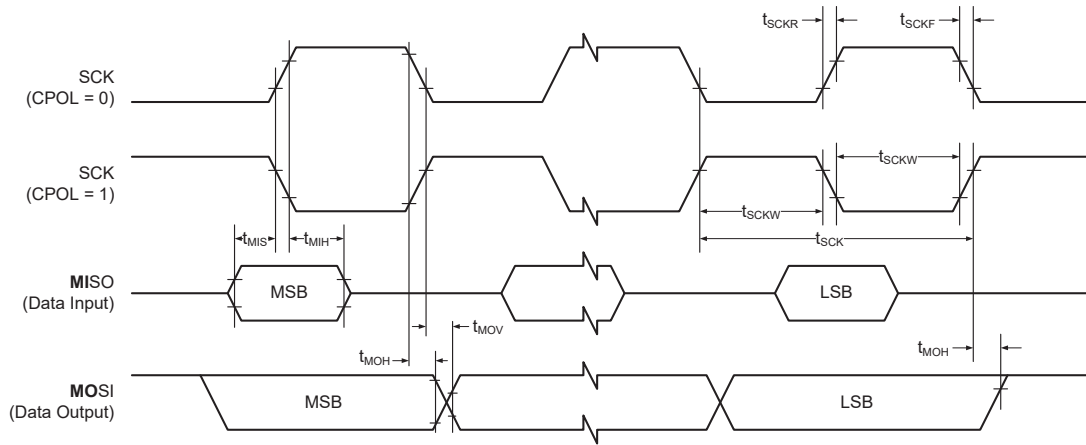 tSCKR
tSCKF
SCK
(CPOL = 0)
SCK
(CPOL = 1)
tSCKW
tSCKW
tSCK
tMIS
tMIH
MISO
(Data Input)
MSB
LSB
tMOV
tMOH
tMOH
MOSI
(Data Output)
MSB
LSB